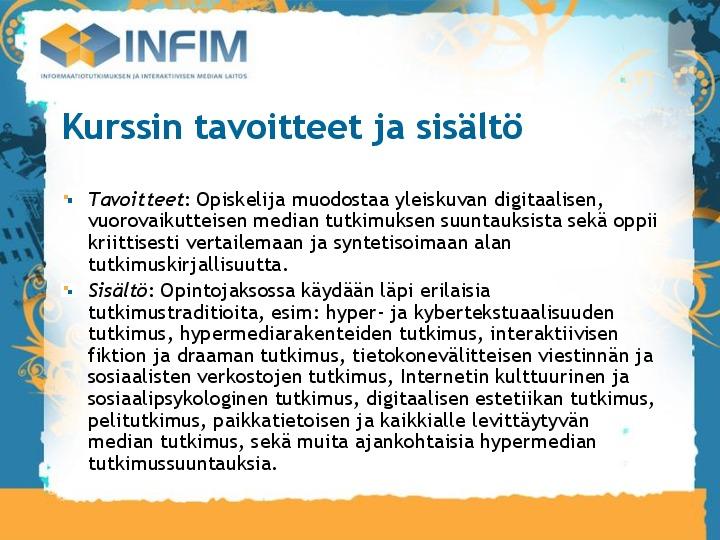 INFIM
INFORMAATIOTUTKIMUKSEN JA INTERAKTIIVISEN MEDIAN LAITOS
Kurssin tavoitteet ja sisältö
Tavoitteet: Opiskelija muodostaa yleiskuvan digitaalisen,
vuorovaikutteisen median tutkimuksen suuntauksista sekä oppii
kriittisesti vertailemaan ja syntetisoimaan alan
tutkimuskirjallisuutta.
Sisältö: Opintojaksossa käydään läpi erilaisia
tutkimustraditioita, esim: hyper- ja kybertekstuaalisuuden
tutkimus, hypermediarakenteiden tutkimus, interaktiivisen
fiktion ja draaman tutkimus, tietokonevälitteisen viestinnän ja
sosiaalisten verkostojen tutkimus, Internetin kulttuurinen ja
sosiaalipsykologinen tutkimus, digitaalisen estetiikan tutkimus,
pelitutkimus, paikkatietoisen ja kaikkialle levittäytyvän
median tutkimus, sekä muita ajankohtaisia hypermedian
tutkimussuuntauksia.